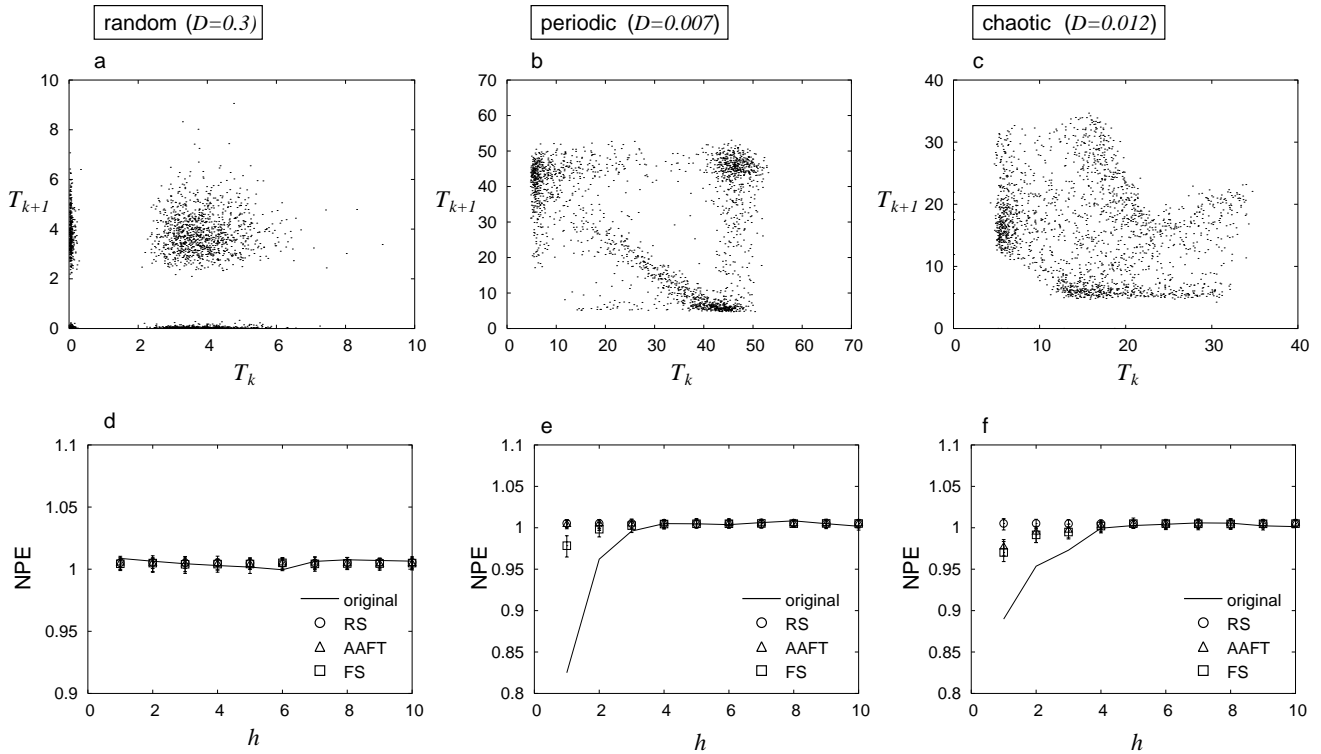 random (D=0.3)
periodic (D=0.007)
chaotic (D=0.012)
a
10
8
6
T_{k+1}
4
2
0
0 2 4 6 8 10
T_k
b
70
60
50
T_{k+1}
40
30
20
10
0
0 10 20 30 40 50 60 70
T_k
c
40
30
T_{k+1}
20
10
0
0 10 20 30 40
T_k
d
1.1
1.05
NPE
1
0.95
0.9
original
RS
AAFT
FS
0 2 4 6 8 10
h
e
1.1
1.05
1
NPE
0.95
0.9
0.85
0.8
original
RS
AAFT
FS
0 2 4 6 8 10
h
f
1.1
1.05
1
NPE
0.95
0.9
0.85
0.8
original
RS
AAFT
FS
0 2 4 6 8 10
h